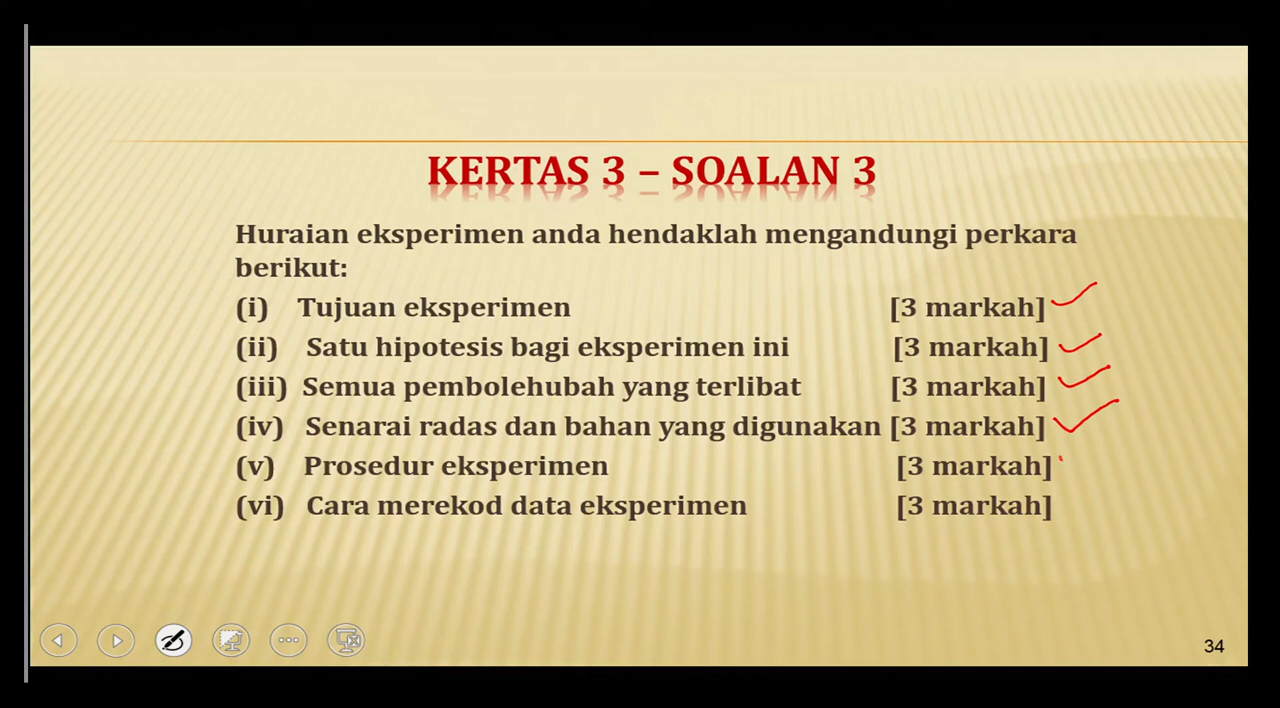 KERTAS 3 – SOALAN 3
Huraian eksperimen anda hendaklah mengandungi perkara
berikut:
(i) Tujuan eksperimen [3 markah]
(ii) Satu hipotesis bagi eksperimen ini [3 markah]
(iii) Semua pembolehubah yang terlibat [3 markah]
(iv) Senarai radas dan bahan yang digunakan [3 markah]
(v) Prosedur eksperimen [3 markah]
(vi) Cara merekod data eksperimen [3 markah]
34